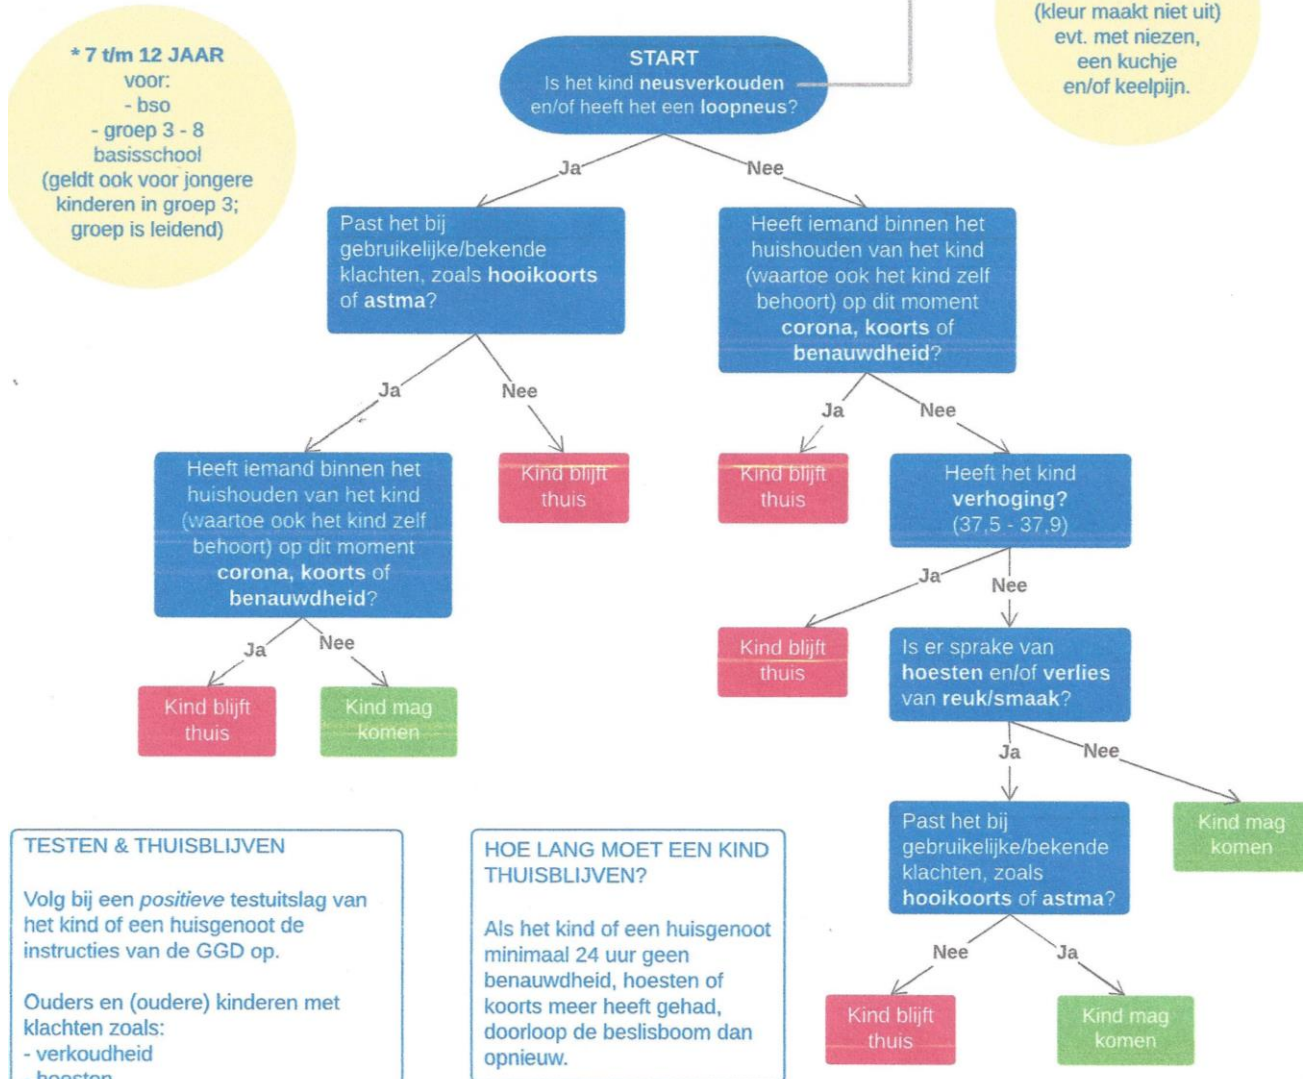 (kleur maakt niet uit)
evt. met niezen,
een kuchje
en/of keelpijn.
* 7 t/m 12 JAAR
voor:
- bso
- groep 3 - 8
basisschool
(geldt ook voor jongere
kinderen in groep 3;
groep is leidend)
START
Is het kind neusverkouden
en/of heeft het een loopneus?
Ja
Nee
Past het bij
gebruikelijke/bekende
klachten, zoals hooikoorts
of astma?
Heeft iemand binnen het
huishouden van het kind
(waartoe ook het kind zelf
behoort) op dit moment
corona, koorts of
benauwdheid?
Ja
Nee
Ja
Nee
Heeft iemand binnen het
huishouden van het kind
(waartoe ook het kind zelf
behoort) op dit moment
corona, koorts of
benauwdheid?
Kind blijft
thuis
Kind blijft
thuis
Heeft het kind
verhoging?
(37,5 - 37,9)
Ja
Nee
Ja
Nee
Kind blijft
thuis
Kind mag
komen
Kind blijft
thuis
Is er sprake van
hoesten en/of verlies
van reuk/smaak?
Ja
Nee
Past het bij
gebruikelijke/bekende
klachten, zoals
hooikoorts of astma?
Kind mag
komen
Nee
Ja
Kind blijft
thuis
Kind mag
komen
TESTEN & THUISBLIJVEN
Volg bij een positieve testuitslag van
het kind of een huisgenoot de
instructies van de GGD op.
Ouders en (oudere) kinderen met
klachten zoals:
- verkoudheid
- hoesten
HOE LANG MOET EEN KIND
THUISBLIJVEN?
Als het kind of een huisgenoot
minimaal 24 uur geen
benauwdheid, hoesten of
koorts meer heeft gehad,
doorloop de beslisboom dan
opnieuw.